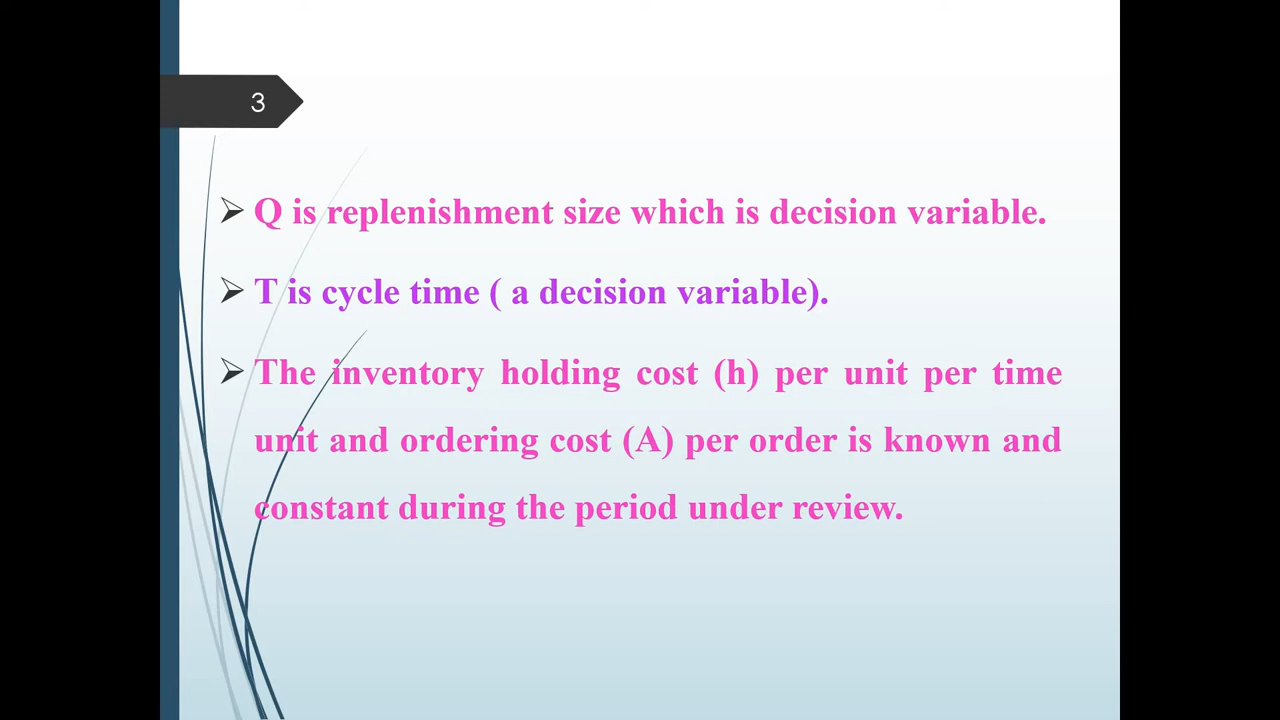 3
Q is replenishment size which is decision variable.
T is cycle time ( a decision variable).
The inventory holding cost (h) per unit per time
unit and ordering cost (A) per order is known and
constant during the period under review.